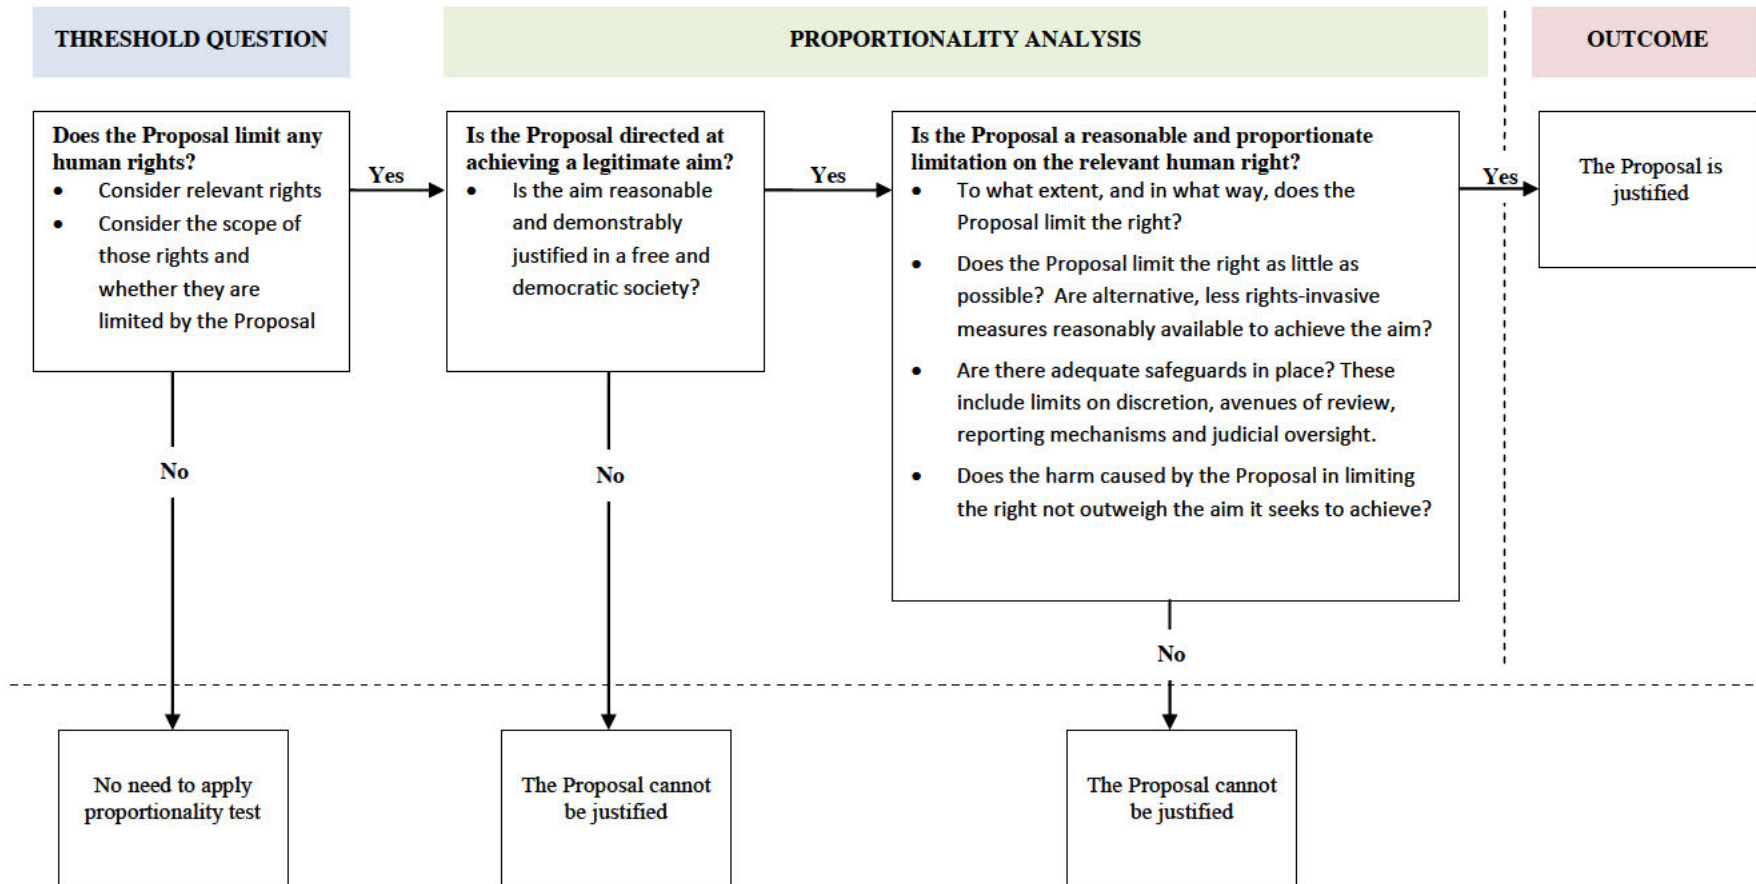 THRESHOLD QUESTION
PROPORTIONALITY ANALYSIS
OUTCOME
Does the Proposal limit any
human rights?
• Consider relevant rights
• Consider the scope of
those rights and
whether they are
limited by the Proposal
Yes
Is the Proposal directed at
achieving a legitimate aim?
• Is the aim reasonable
and demonstrably
justified in a free and
democratic society?
Yes
Is the Proposal a reasonable and proportionate
limitation on the relevant human right?
• To what extent, and in what way, does the
Proposal limit the right?
• Does the Proposal limit the right as little as
possible? Are alternative, less rights-invasive
measures reasonably available to achieve the aim?
• Are there adequate safeguards in place? These
include limits on discretion, avenues of review,
reporting mechanisms and judicial oversight.
• Does the harm caused by the Proposal in limiting
the right not outweigh the aim it seeks to achieve?
Yes
The Proposal is
justified
No
No
No
No need to apply
proportionality test
The Proposal cannot
be justified
The Proposal cannot
be justified